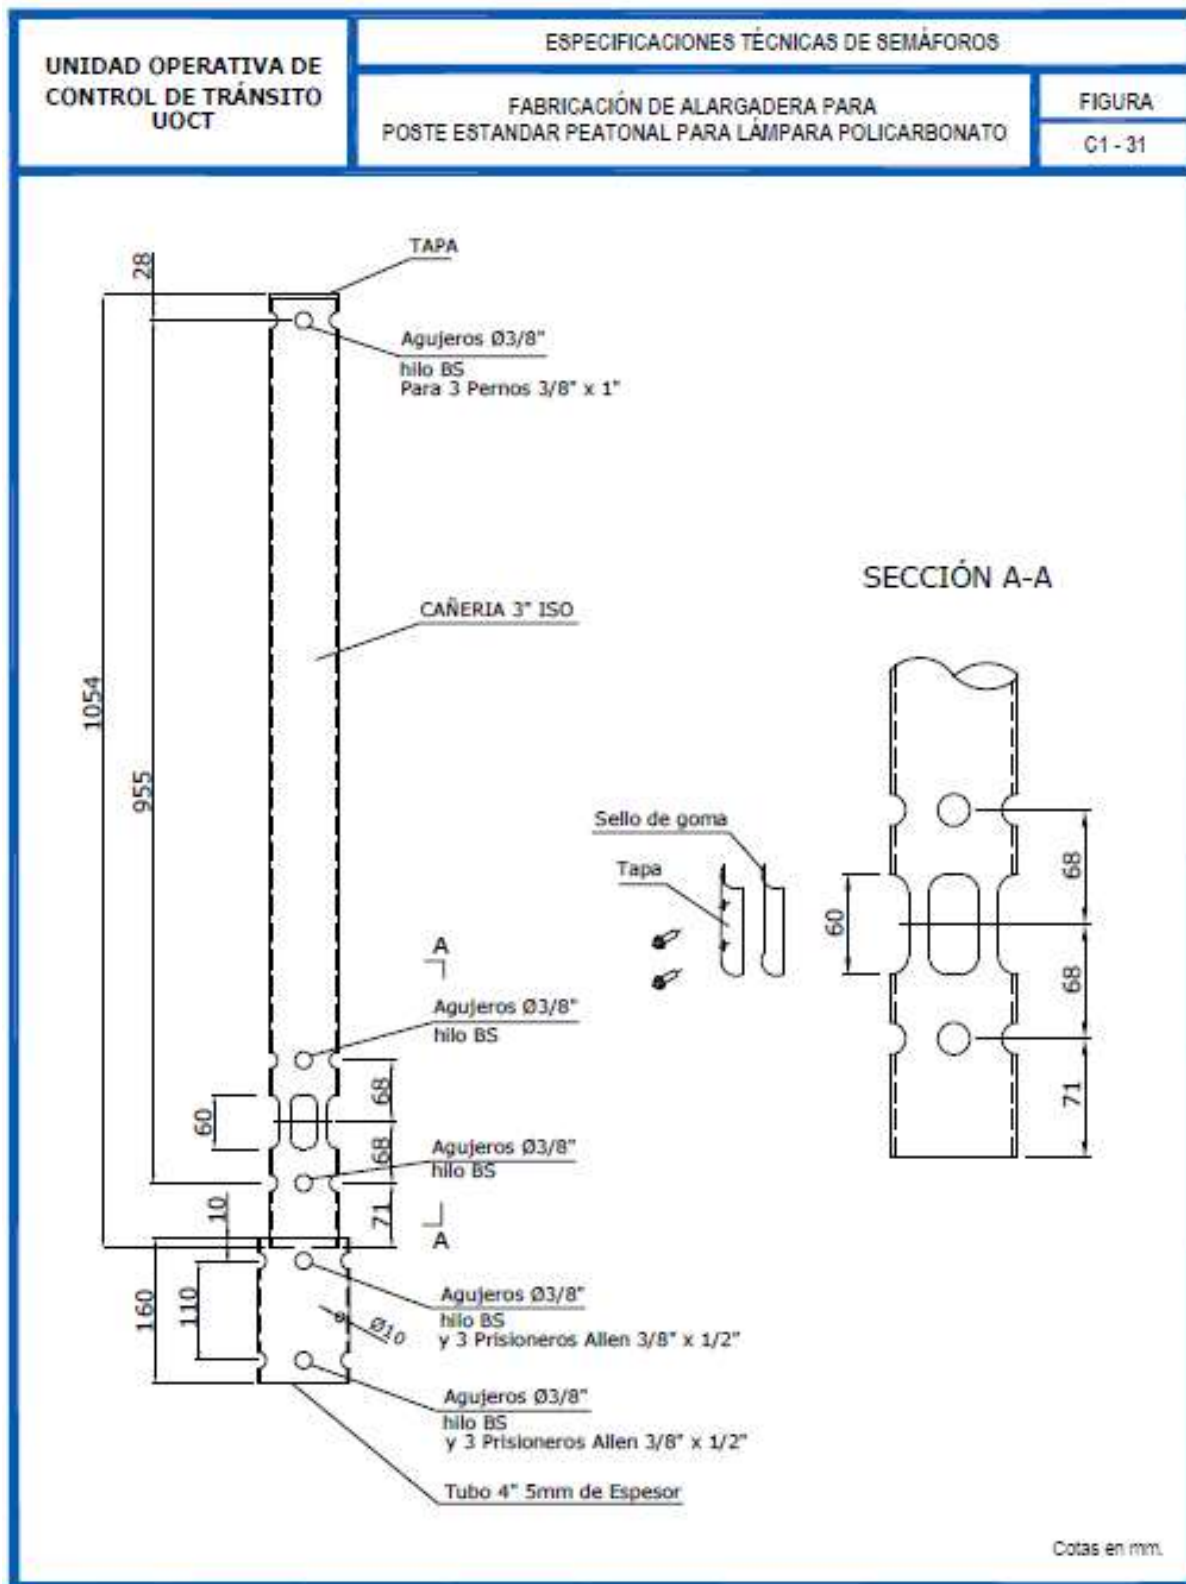 UNIDAD OPERATIVA DE
CONTROL DE TRÁNSITO
UOCT
ESPECIFICACIONES TÉCNICAS DE SEMÁFOROS
FABRICACIÓN DE ALARGADERA PARA
POSTE ESTANDAR PEATONAL PARA LÁMPARA POLICARBONATO
FIGURA
C1 - 31
TAPA
28
Agujeros Ø3/8"
hilo BS
Para 3 Pernos 3/8" x 1"
CAÑERIA 3" ISO
1054
955
SECCIÓN A-A
Sello de goma
Tapa
60
68
68
71
A
Agujeros Ø3/8"
hilo BS
68
60
68
Agujeros Ø3/8"
hilo BS
71
10
A
160
110
Ø10
Agujeros Ø3/8"
hilo BS
y 3 Prisioneros Allen 3/8" x 1/2"
Agujeros Ø3/8"
hilo BS
y 3 Prisioneros Allen 3/8" x 1/2"
Tubo 4" 5mm de Espesor
Cotas en mm.